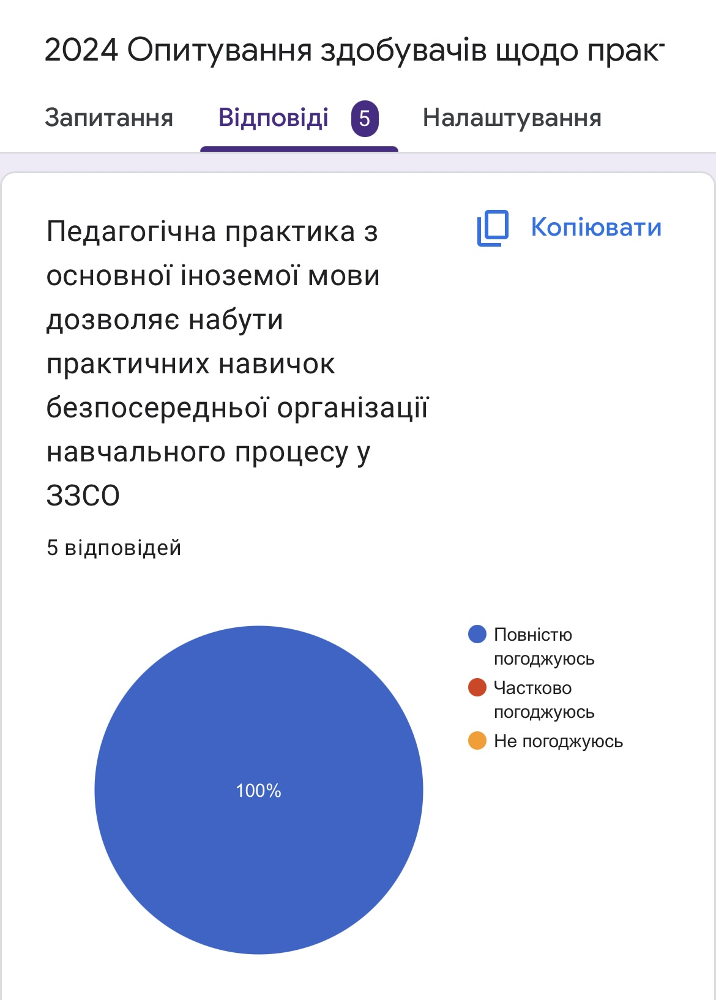 2024 Опитування здобувачів щодо прак
Запитання Відповіді 5 Налаштування
Педагогічна практика з
основної іноземої мови
дозволяє набути
практичних навичок
безпосередньої організації
навчального процесу у
ЗЗСО
Копіювати
5 відповідей
100%
Повністю
погоджуюсь
Частково
погоджуюсь
Не погоджуюсь